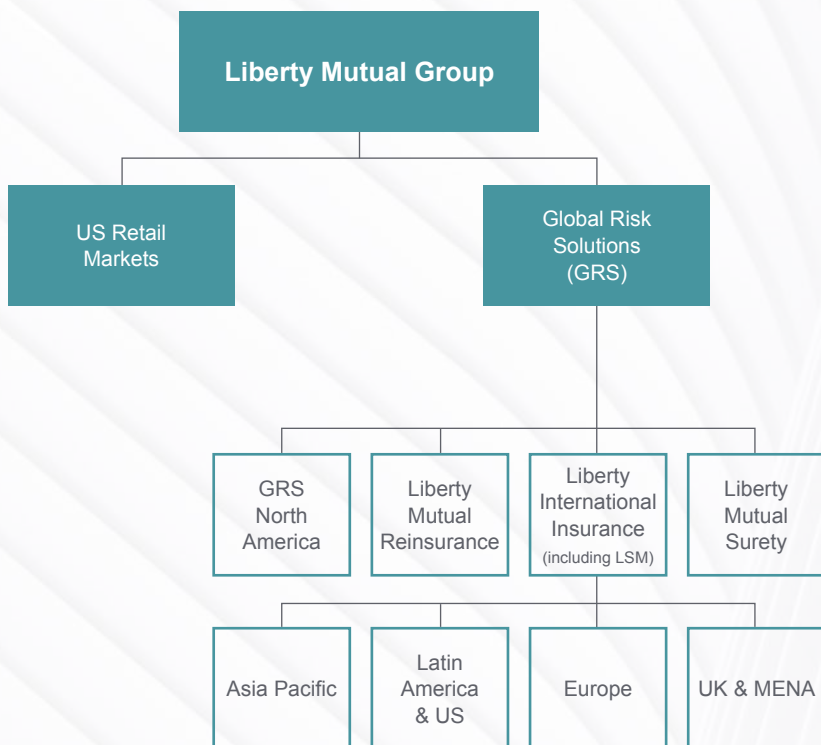 Liberty Mutual Group
US Retail
Markets
Global Risk
Solutions
(GRS)
GRS
North
America
Liberty
Mutual
Reinsurance
Liberty
International
Insurance
(including LSM)
Liberty
Mutual
Surety
Asia Pacific
Latin
America
& US
Europe
UK & MENA